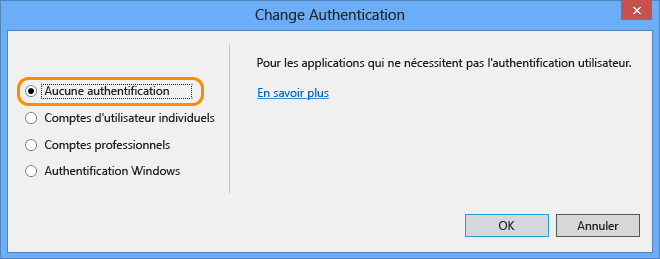 Change Authentication
Aucune authentification
Comptes d'utilisateur individuels
Comptes professionnels
Authentification Windows
Pour les applications qui ne nécessitent pas l'authentification utilisateur.
En savoir plus
OK
Annuler